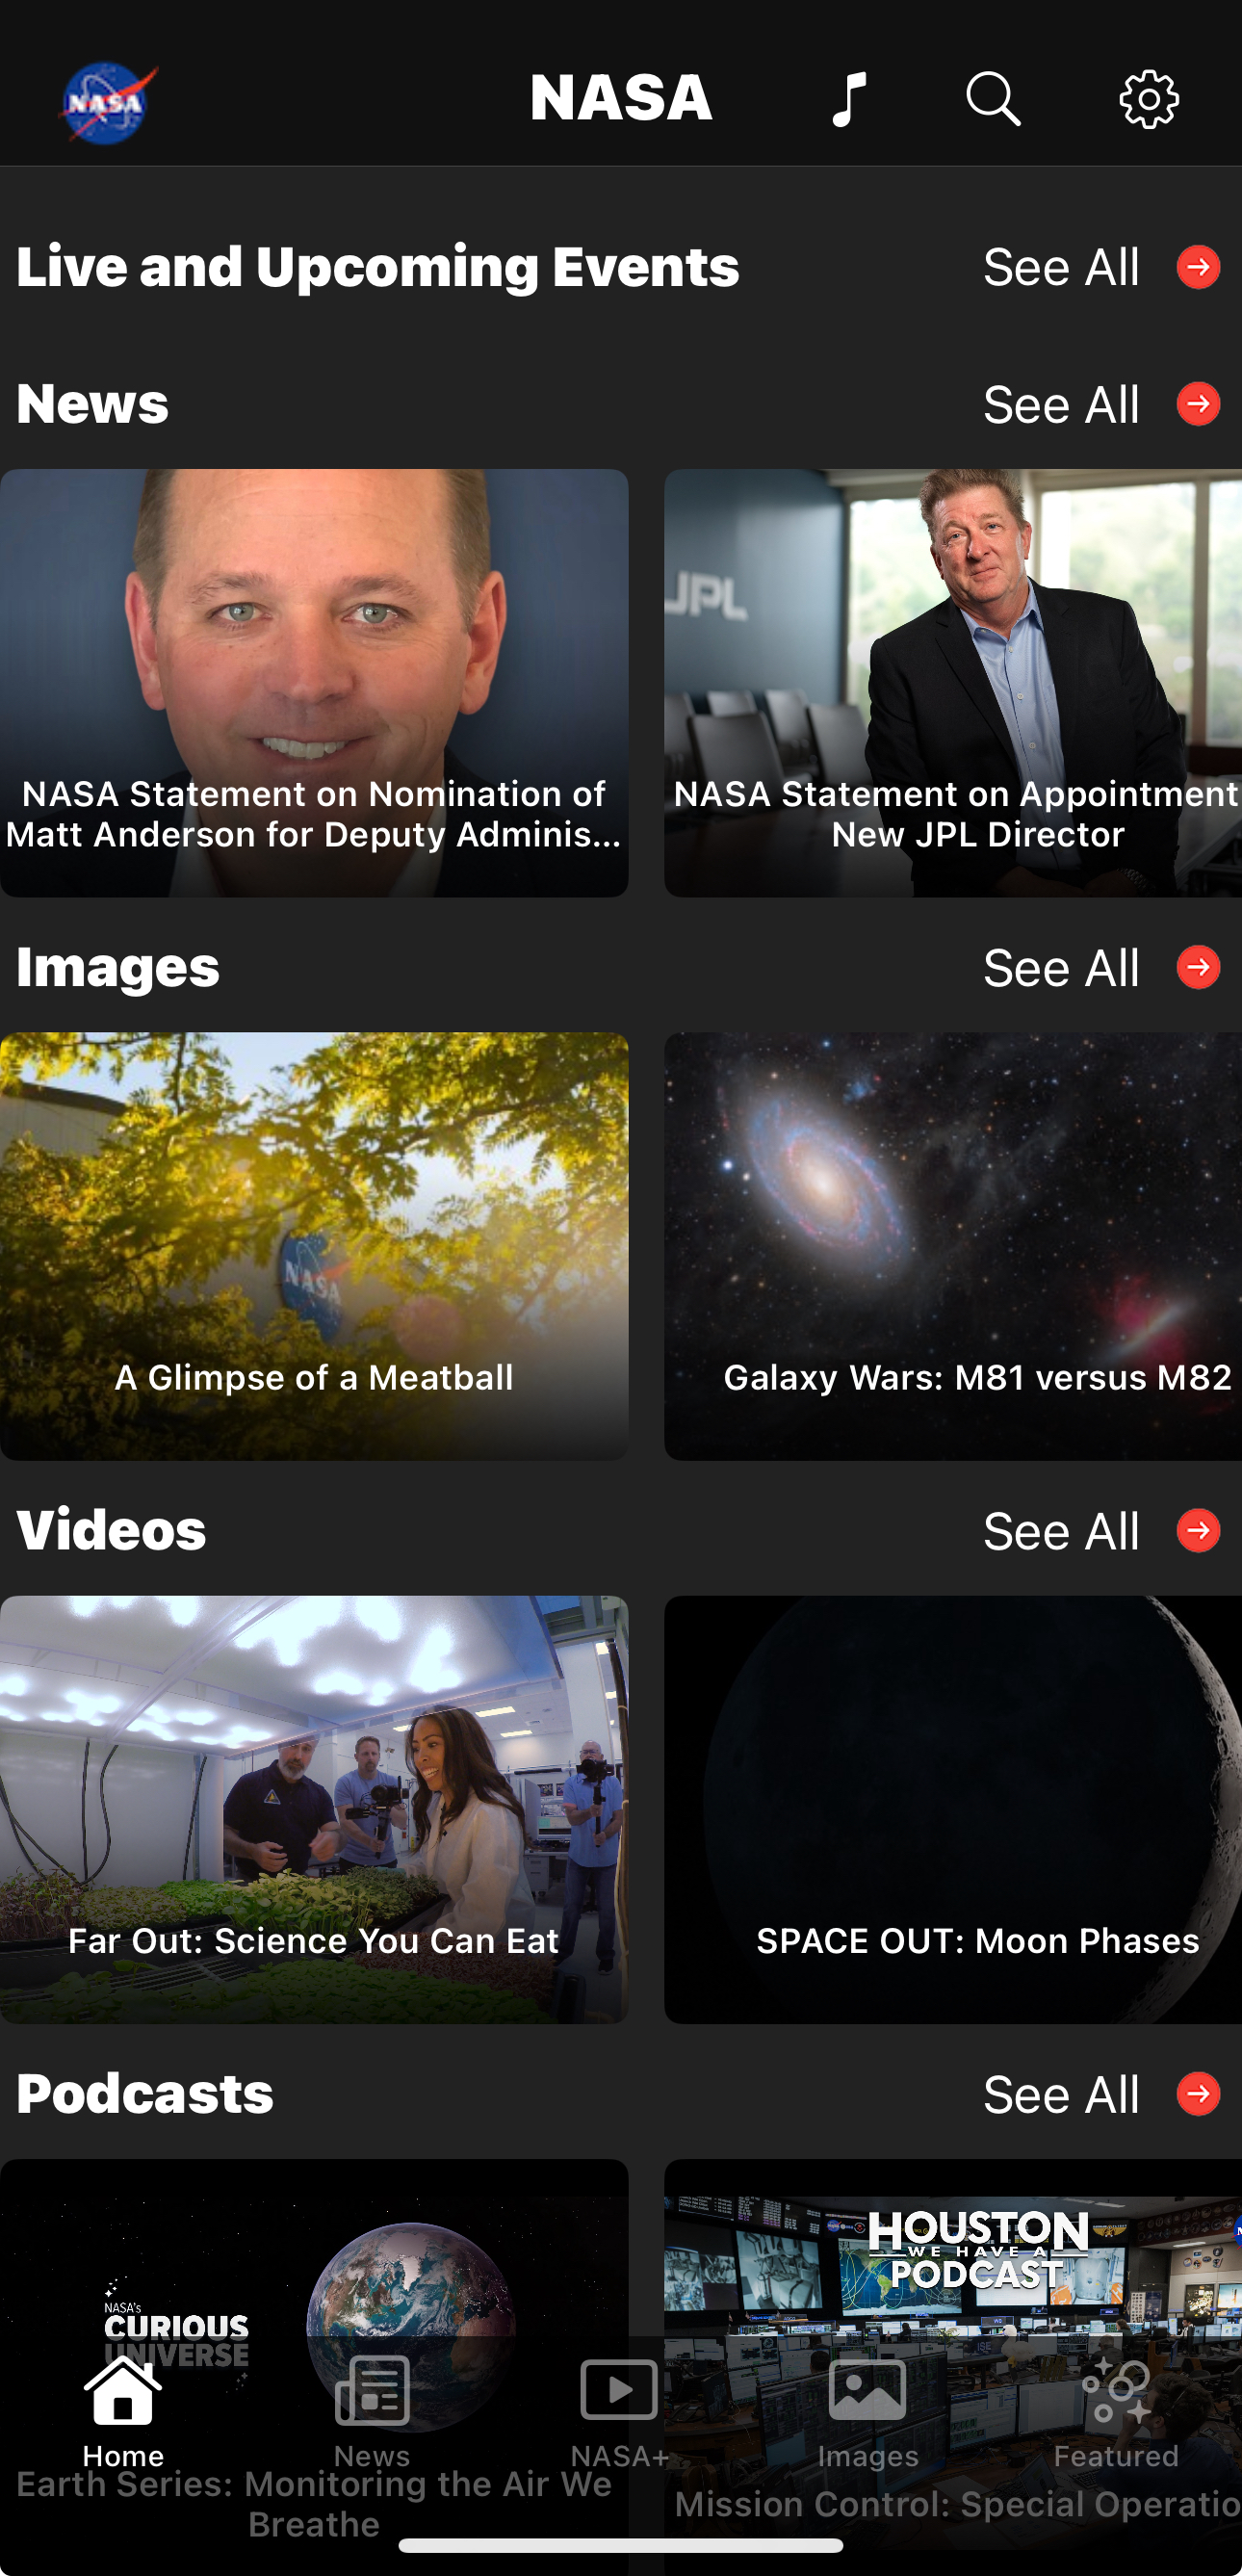 NASA
NASA
Live and Upcoming Events
See All
News
See All
JPL
NASA Statement on Nomination of
Matt Anderson for Deputy Adminis...
NASA Statement on Appointment
New JPL Director
Images
See All
NASA
A Glimpse of a Meatball
Galaxy Wars: M81 versus M82
Videos
See All
Far Out: Science You Can Eat
SPACE OUT: Moon Phases
Podcasts
See All
NASA's
CURIOUS
UNIVERSE
HOUSTON
WE HAVE A
PODCAST
Home
News
NASA+
Images
Featured
Earth Series: Monitoring the Air We
Breathe
Mission Control: Special Operatio